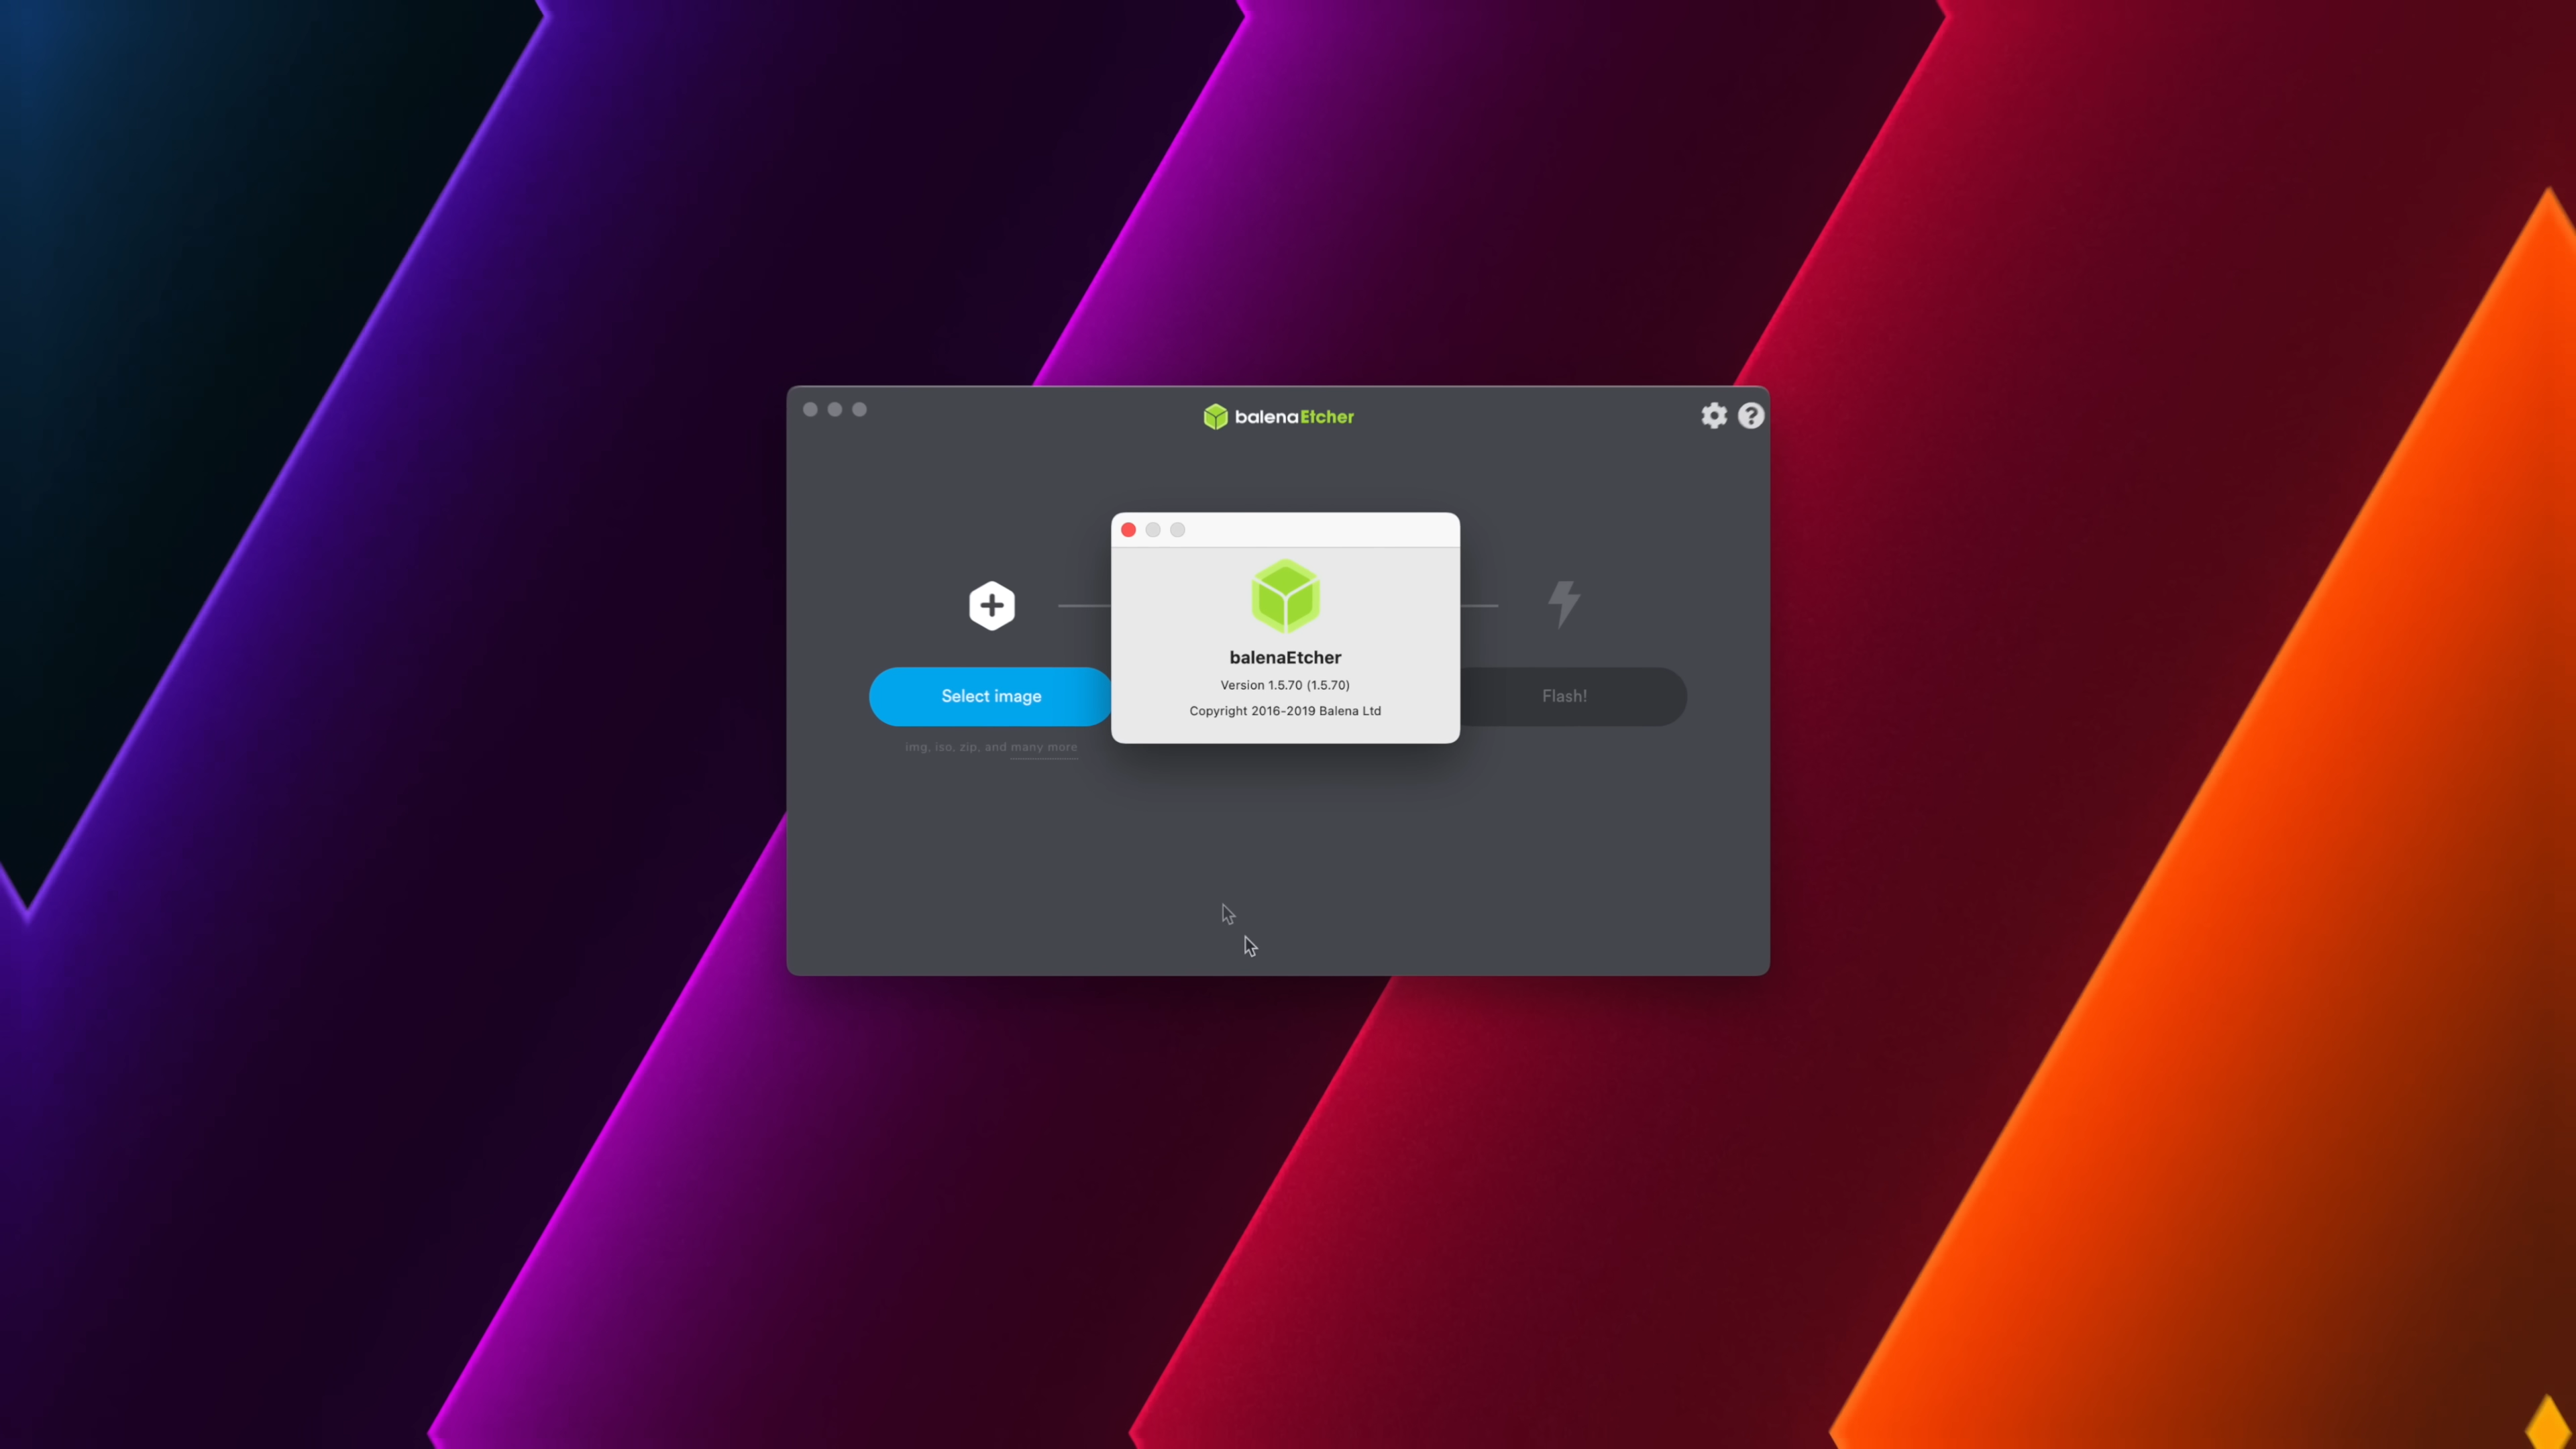 balenaEtcher
balenaEtcher
Version 1.5.70 (1.5.70)
Copyright 2016-2019 Balena Ltd
Select image
Flash!
img, iso, zip, and many more